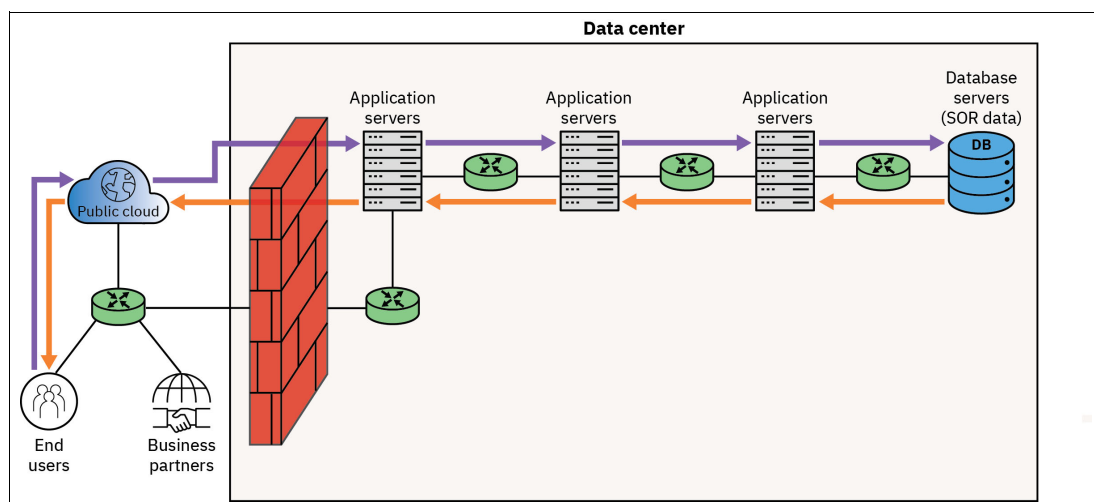 Data center
Application
servers
Application
servers
Application
servers
Database
servers
(SOR data)
DB
Public cloud
End
users
Business
partners